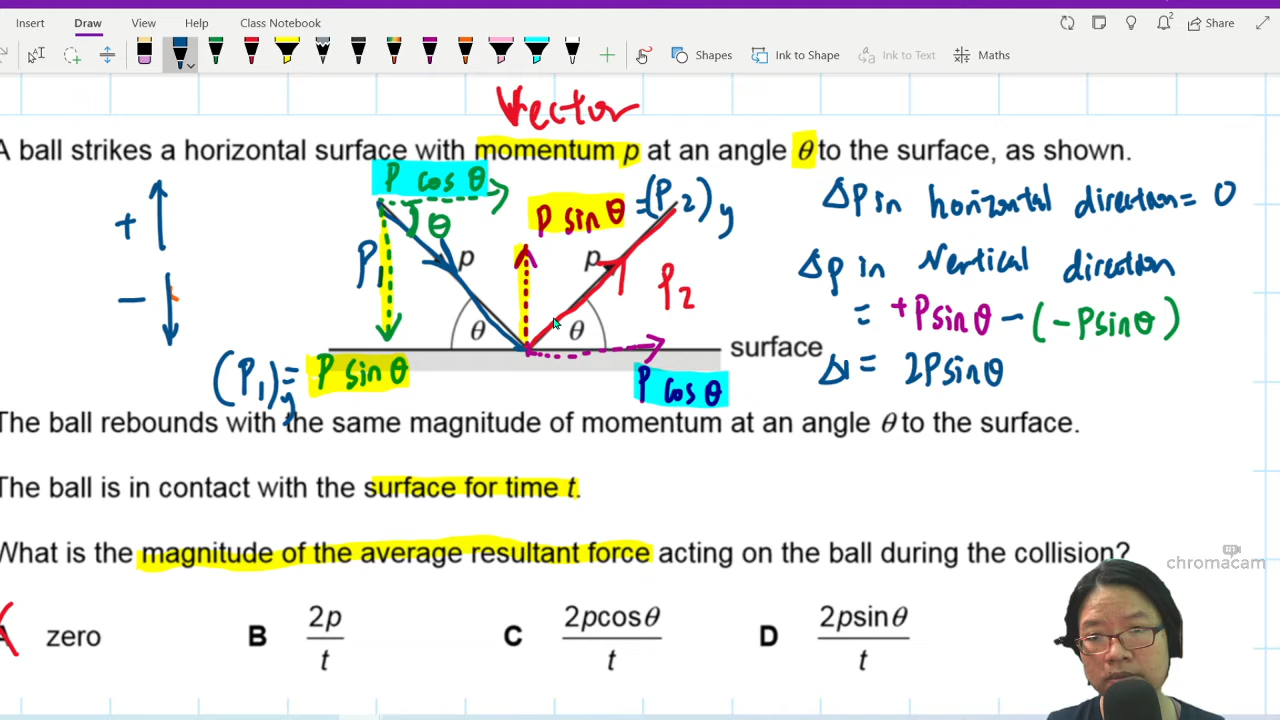 Insert Draw View Help Class Notebook Share
Shapes Ink to Shape Ink to Text Maths
Vector
A ball strikes a horizontal surface with momentum p at an angle θ to the surface, as shown.
P cos θ
+
θ
P sin θ =(P2)y
Δp in horizontal direction = 0
P1
p
p
P2
Δp in Vertical direction
−
= +Psinθ − (−Psinθ)
θ
θ
surface
(P1)y = P sin θ
P cos θ
= 2Psinθ
The ball rebounds with the same magnitude of momentum at an angle θ to the surface.
The ball is in contact with the surface for time t.
What is the magnitude of the average resultant force acting on the ball during the collision?
chromacam
A zero B 2p/t C 2pcosθ/t D 2psinθ/t